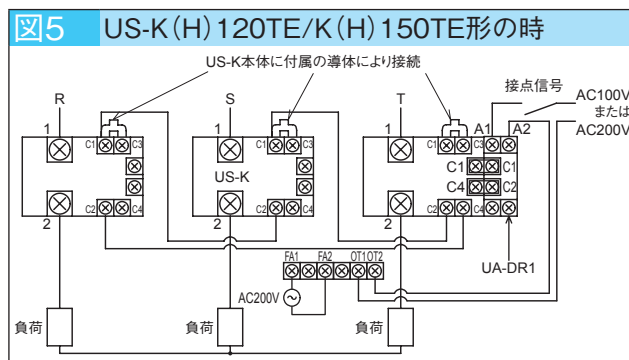 図5 US-K(H)120TE/K(H)150TE形の時
US-K本体に付属の導体により接続
接点信号
AC100V
または
AC200V
R
S
T
A1
A2
1
1
1
C1
C3
C1
C3
C1
C3
C1
C1
US-K
C4
C2
C2
C4
C2
C4
C2
C4
2
2
2
FA1
FA2
OT1
OT2
UA-DR1
AC200V
負荷
負荷
負荷